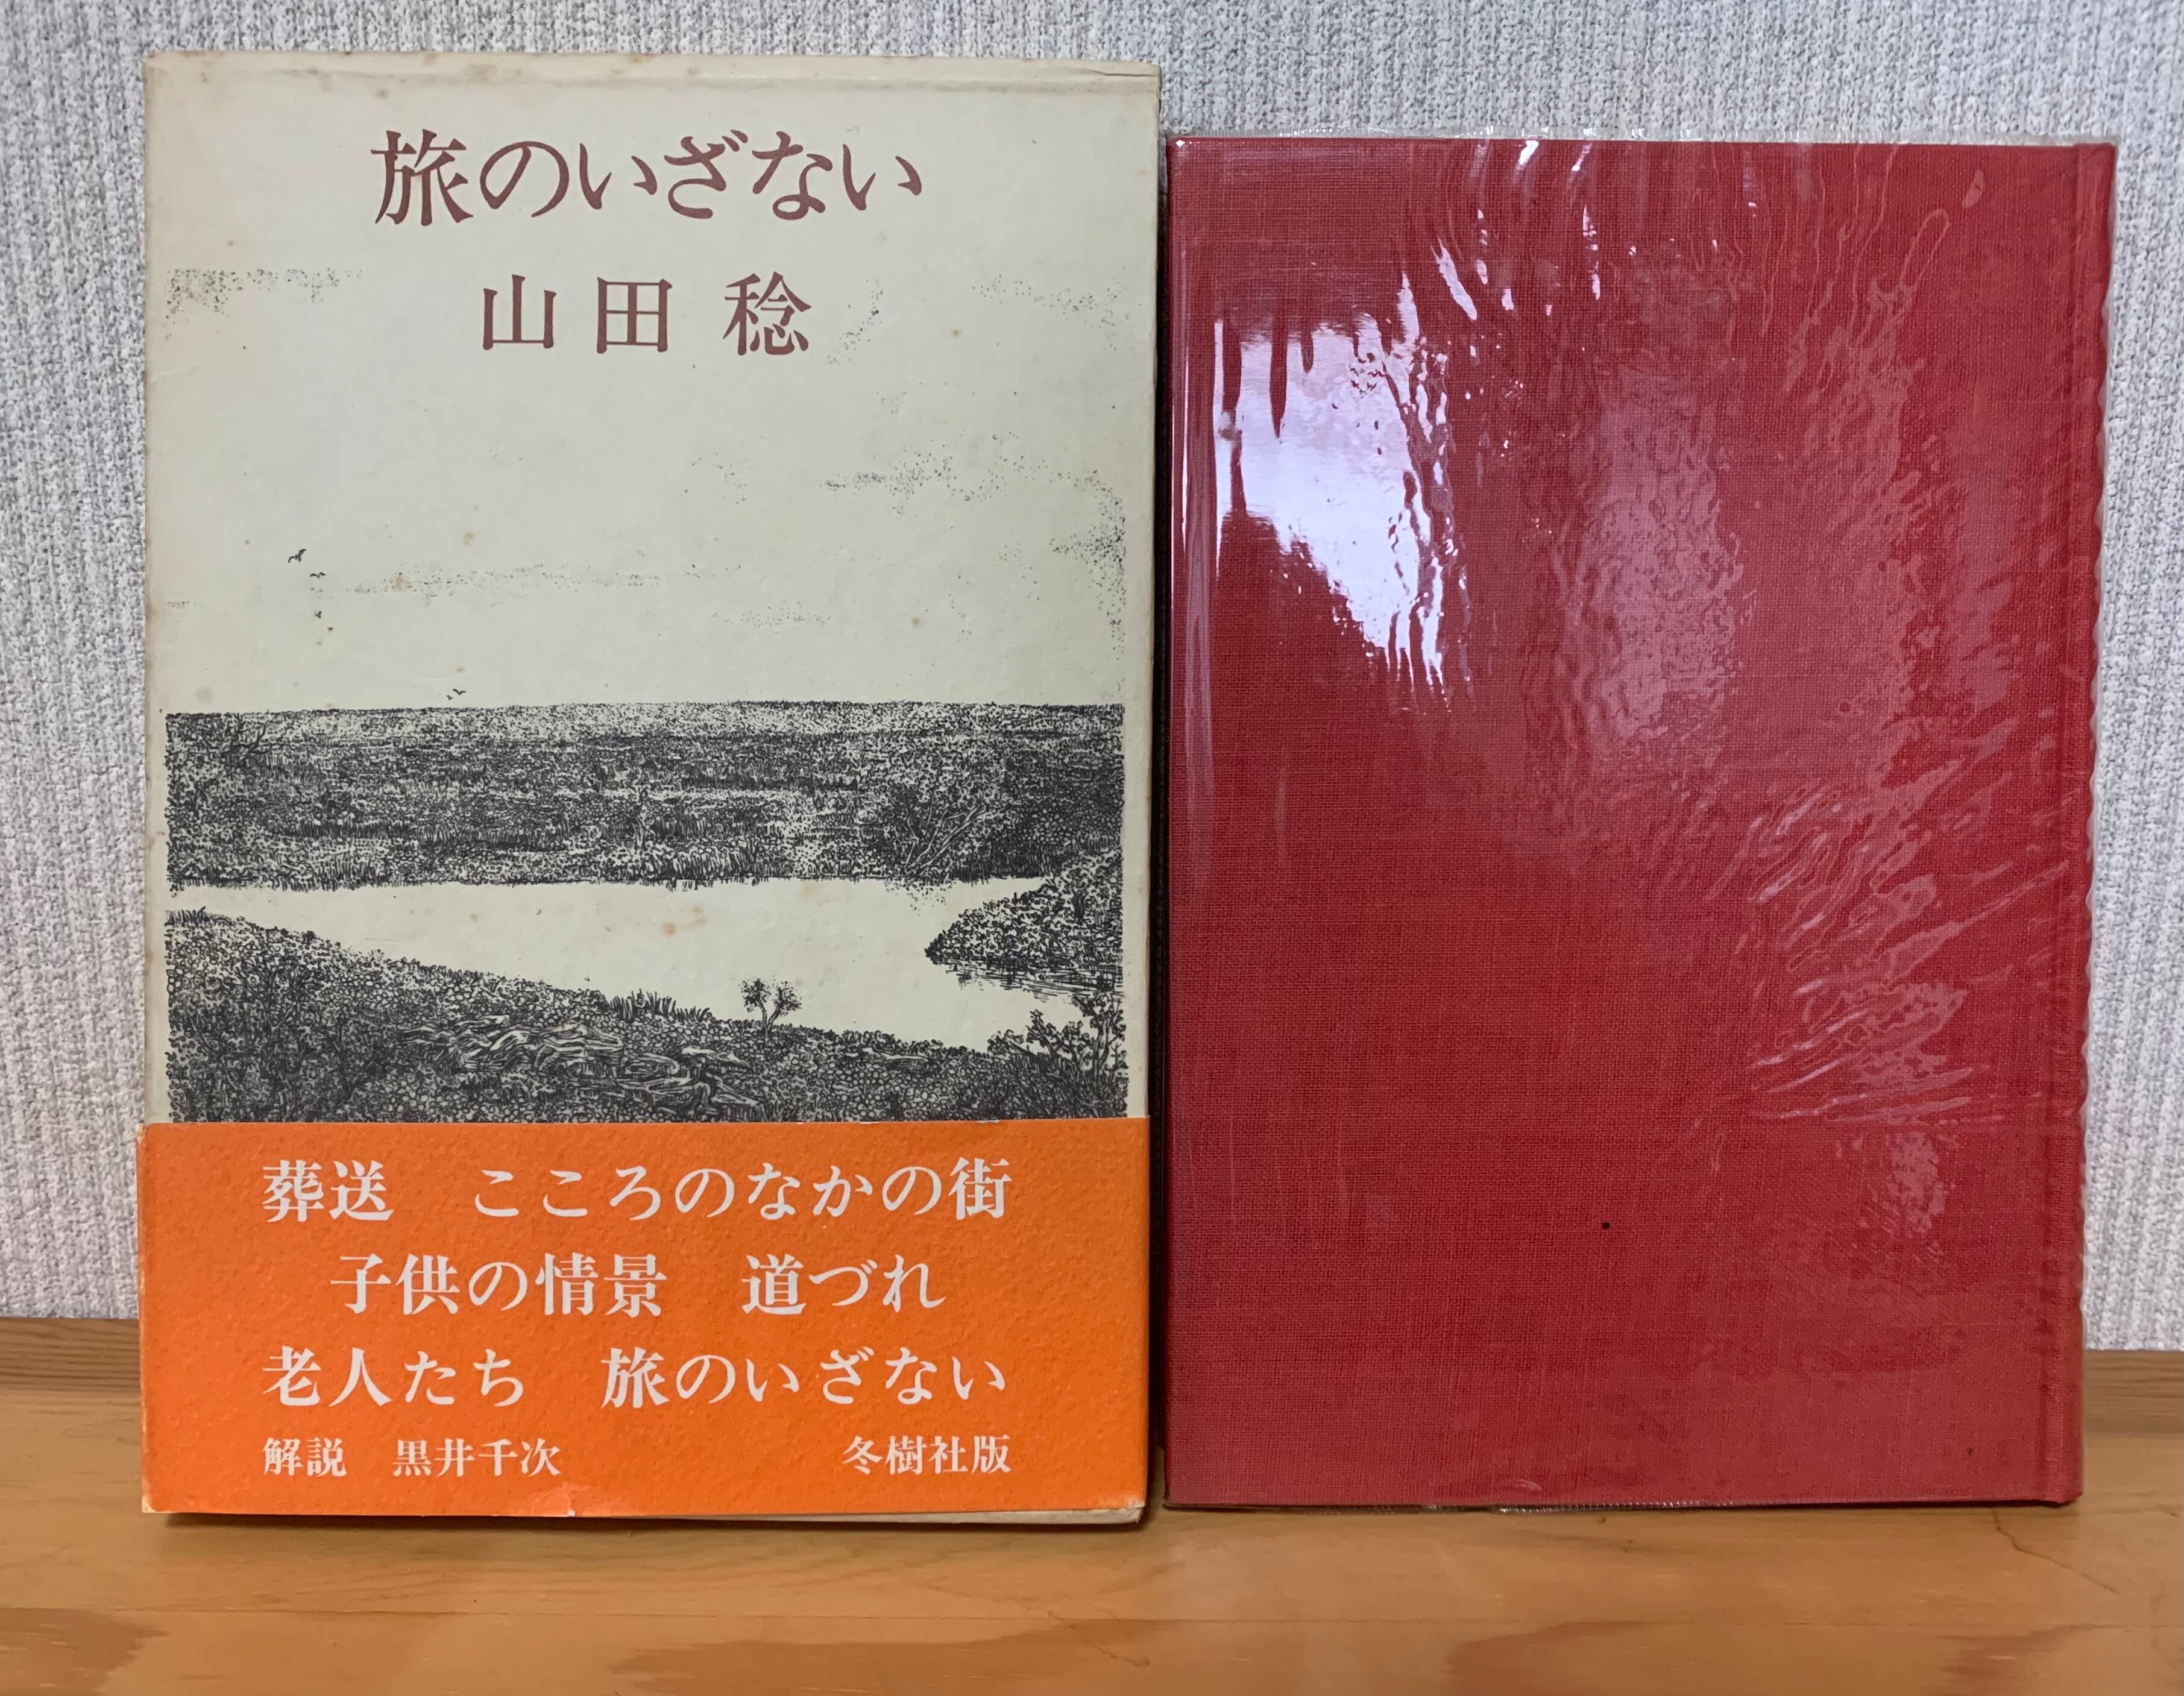 旅のいざない
山田 稔
葬送　こころのなかの街
子供の情景　道づれ
老人たち　旅のいざない
解説　黒井千次　冬樹社版